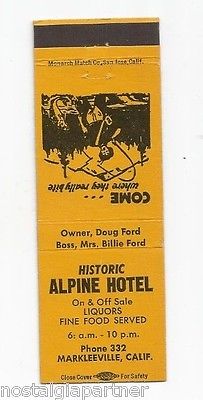 Monarch Match Co., San Jose, Calif.
COME ...
where they really bite
Owner, Doug Ford
Boss, Mrs. Billie Ford
HISTORIC
ALPINE HOTEL
On & Off Sale
LIQUORS
FINE FOOD SERVED
6: a.m. - 10 p.m.
Phone 332
MARKLEEVILLE, CALIF.
Close Cover For Safety
© nostalgiapartner.com